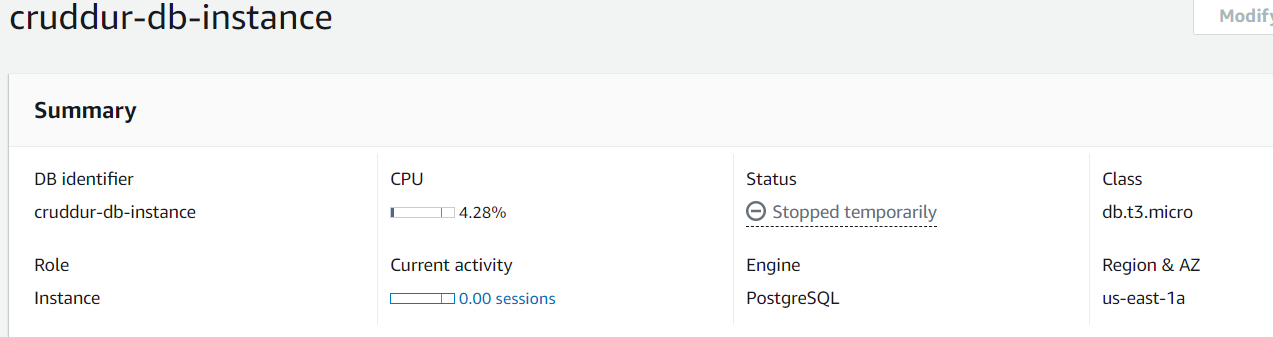 cruddur-db-instance
Modify
Summary
DB identifier
CPU
Status
Class
cruddur-db-instance
4.28%
Stopped temporarily
db.t3.micro
Role
Current activity
Engine
Region & AZ
Instance
0.00 sessions
PostgreSQL
us-east-1a